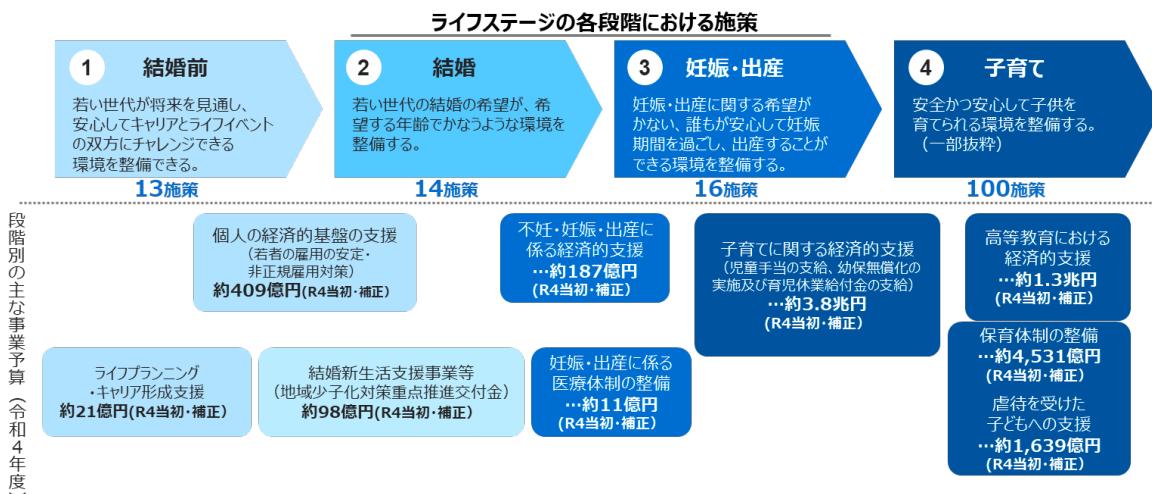 ライフステージの各段階における施策
1 結婚前
若い世代が将来を見通し、
安心してキャリアとライフイベント
の双方にチャレンジできる
環境を整備できる。
13施策
2 結婚
若い世代の結婚の希望が、希
望する年齢でかなうような環境を
整備する。
14施策
3 妊娠・出産
妊娠・出産に関する希望が
かない、誰もが安心して妊娠
期間を過ごし、出産することが
できる環境を整備する。
16施策
4 子育て
安全かつ安心して子供を
育てられる環境を整備する。
(一部抜粋)
100施策
段階別の主な事業予算(令和4年度)
個人の経済的基盤の支援
(若者の雇用の安定・
非正規雇用対策)
約409億円(R4当初・補正)
不妊・妊娠・出産に
係る経済的支援
…約187億円
(R4当初・補正)
子育てに関する経済的支援
(児童手当の支給、幼保無償化の
実施及び育児休業給付金の支給)
…約3.8兆円
(R4当初・補正)
高等教育における
経済的支援
…約1.3兆円
(R4当初・補正)
ライフプランニング
・キャリア形成支援
約21億円(R4当初・補正)
結婚新生活支援事業等
(地域少子化対策重点推進交付金)
約98億円(R4当初・補正)
妊娠・出産に係る
医療体制の整備
…約11億円
(R4当初・補正)
保育体制の整備
…約4,531億円
(R4当初・補正)
虐待を受けた
子どもへの支援
…約1,639億円
(R4当初・補正)